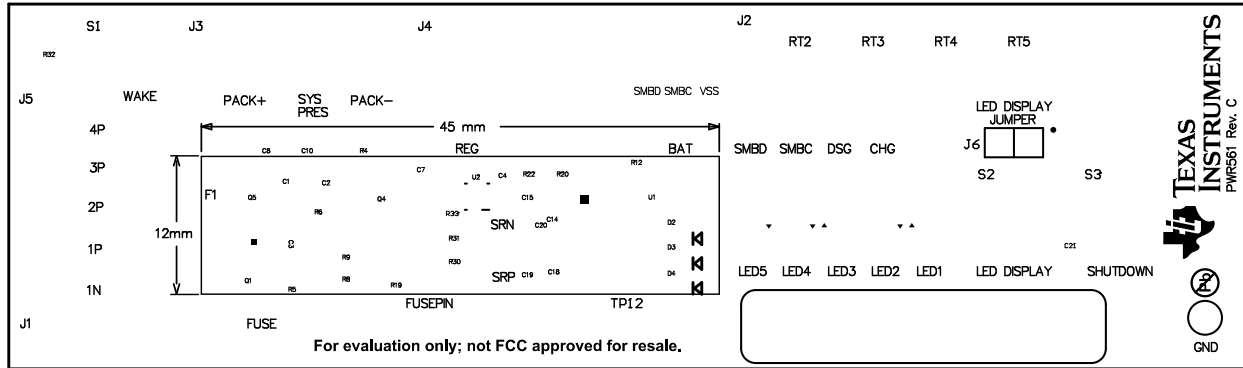 S1
J3
J4
J2
RT2
RT3
RT4
RT5
R32
J5
WAKE
PACK+
SYS
PRES
PACK-
SMBD SMBC VSS
LED DISPLAY
JUMPER
J6
4P
45 mm
C8
C10
R4
REG
BAT
SMBD
SMBC
DSG
CHG
S2
S3
3P
R12
C7
F1
C1
C2
U2
C4
R22
R20
Q5
Q4
C15
U1
2P
R6
R33
SRN
C14
C20
D2
12mm
1P
R31
D3
C21
R9
R30
Q1
R8
R5
R19
SRP
C19
C18
D4
1N
LED5
LED4
LED3
LED2
LED1
LED DISPLAY
SHUTDOWN
FUSEPIN
TP12
J1
FUSE
For evaluation only; not FCC approved for resale.
TEXAS
INSTRUMENTS
PWR561 Rev. C
ti
Pb
GND